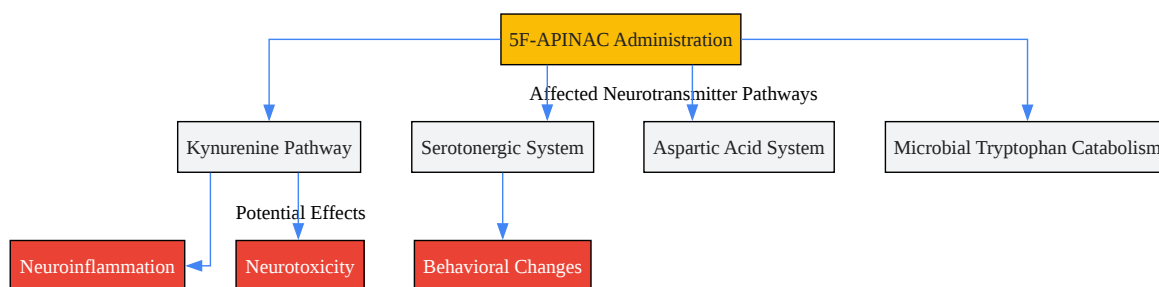 5F-APINAC Administration
Affected Neurotransmitter Pathways
Kynurenine Pathway
Serotonergic System
Aspartic Acid System
Microbial Tryptophan Catabolism
Potential Effects
Neuroinflammation
Neurotoxicity
Behavioral Changes